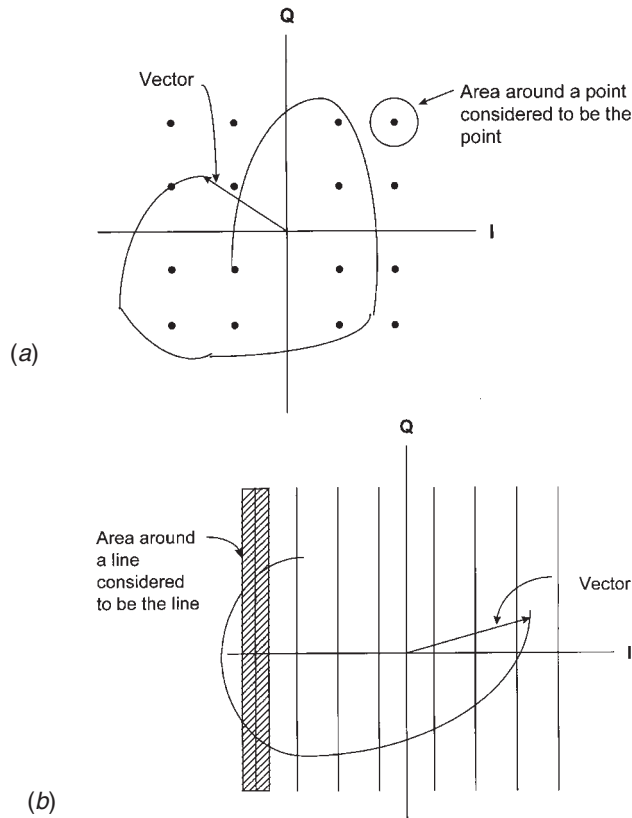 Q
Vector
Area around a point
considered to be the
point
I
(a)
Q
Area around
a line
considered
to be the line
Vector
I
(b)